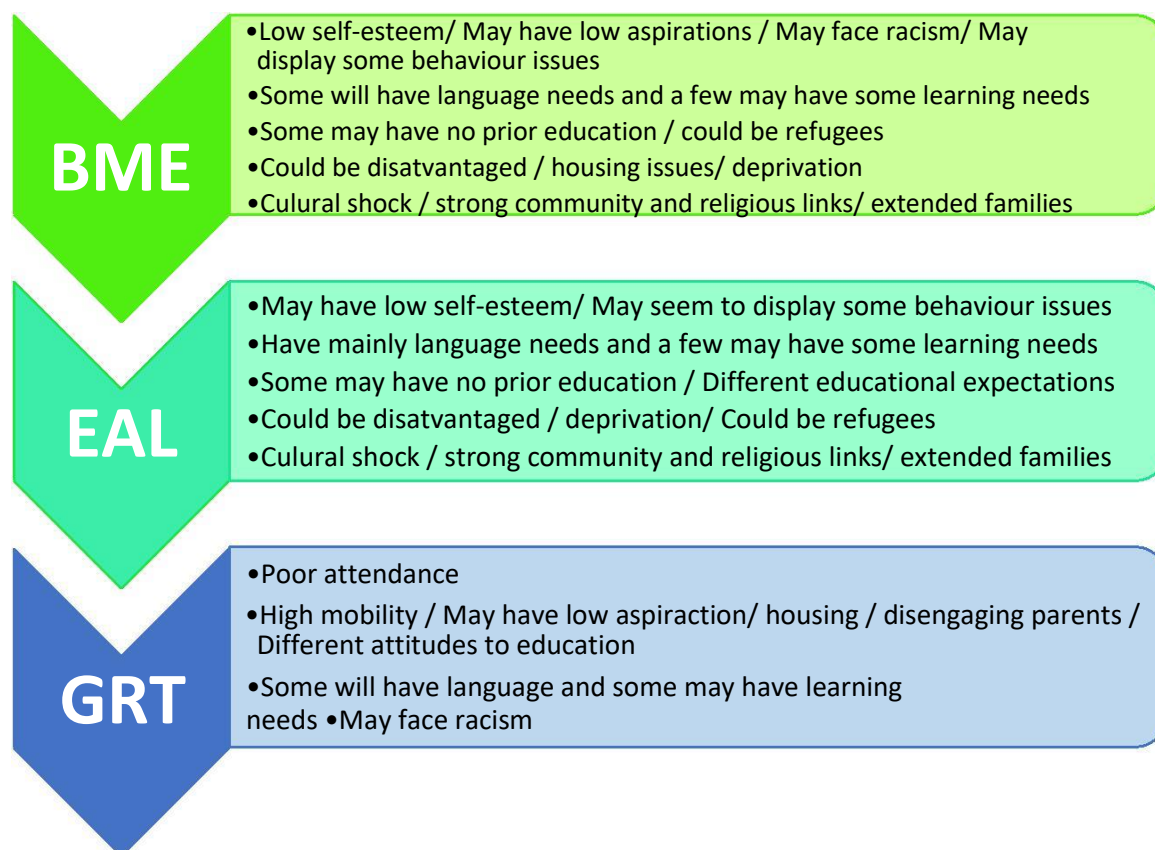 BME
•Low self-esteem/ May have low aspirations / May face racism/ May
display some behaviour issues
•Some will have language needs and a few may have some learning needs
•Some may have no prior education / could be refugees
•Could be disatvantaged / housing issues/ deprivation
•Culural shock / strong community and religious links/ extended families
EAL
•May have low self-esteem/ May seem to display some behaviour issues
•Have mainly language needs and a few may have some learning needs
•Some may have no prior education / Different educational expectations
•Could be disatvantaged / deprivation/ Could be refugees
•Culural shock / strong community and religious links/ extended families
GRT
•Poor attendance
•High mobility / May have low aspiraction/ housing / disengaging parents /
Different attitudes to education
•Some will have language and some may have learning
needs •May face racism